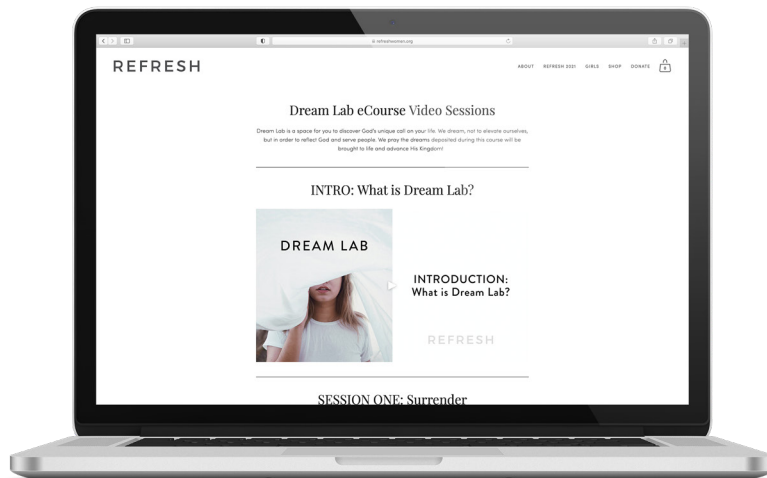 refreshwomen.org
REFRESH
ABOUT REFRESH 2021 GIRLS SHOP DONATE
Dream Lab eCourse Video Sessions
Dream Lab is a space for you to discover God's unique call on your life. We dream, not to elevate ourselves,
but in order to reflect God and serve people. We pray the dreams deposited during this course will be
brought to life and advance His Kingdom!
INTRO: What is Dream Lab?
DREAM LAB
INTRODUCTION:
What is Dream Lab?
REFRESH
SESSION ONE: Surrender